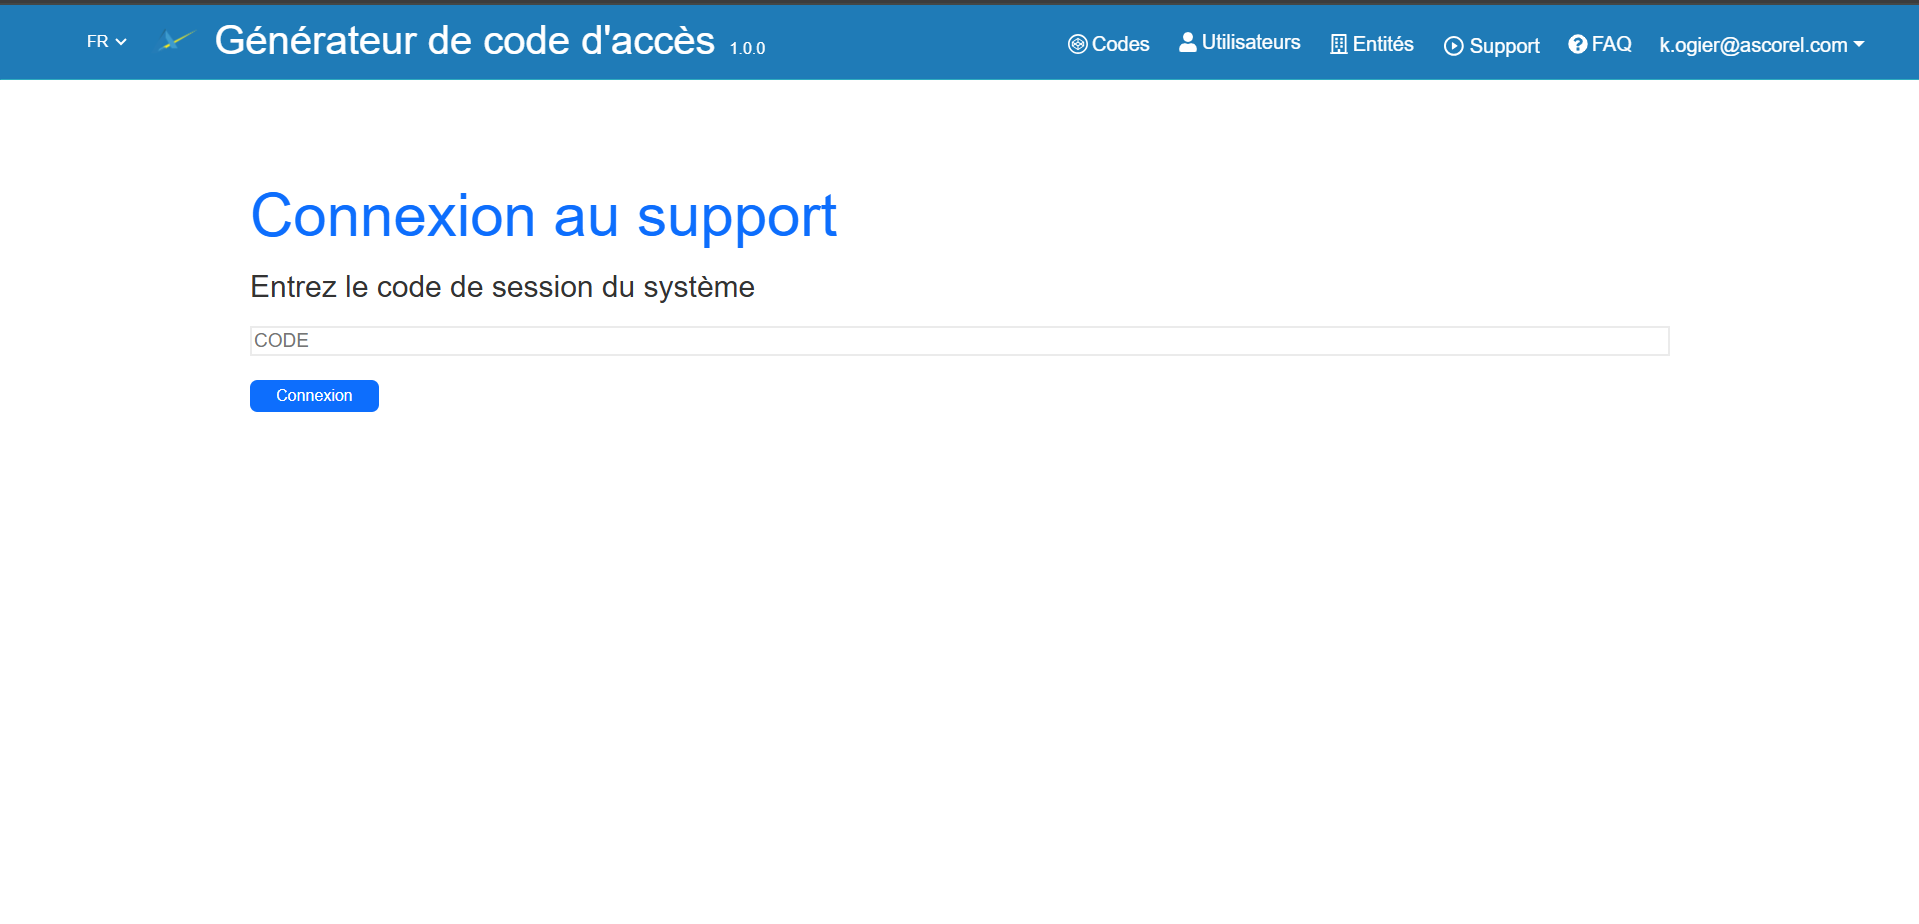 FR
Générateur de code d'accès 1.0.0
Codes
Utilisateurs
Entités
Support
FAQ
k.ogier@ascorel.com
Connexion au support
Entrez le code de session du système
CODE
Connexion